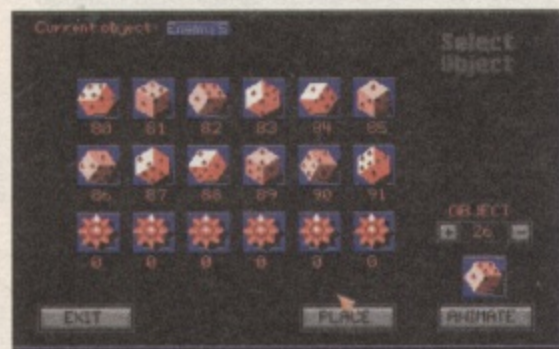 Current object:
Select
Object
80 81 82 83 84 85
86 87 88 89 90 91
OBJECT
+ 26 -
0 0 0 0 0 0
EXIT PLACE ANIMATE